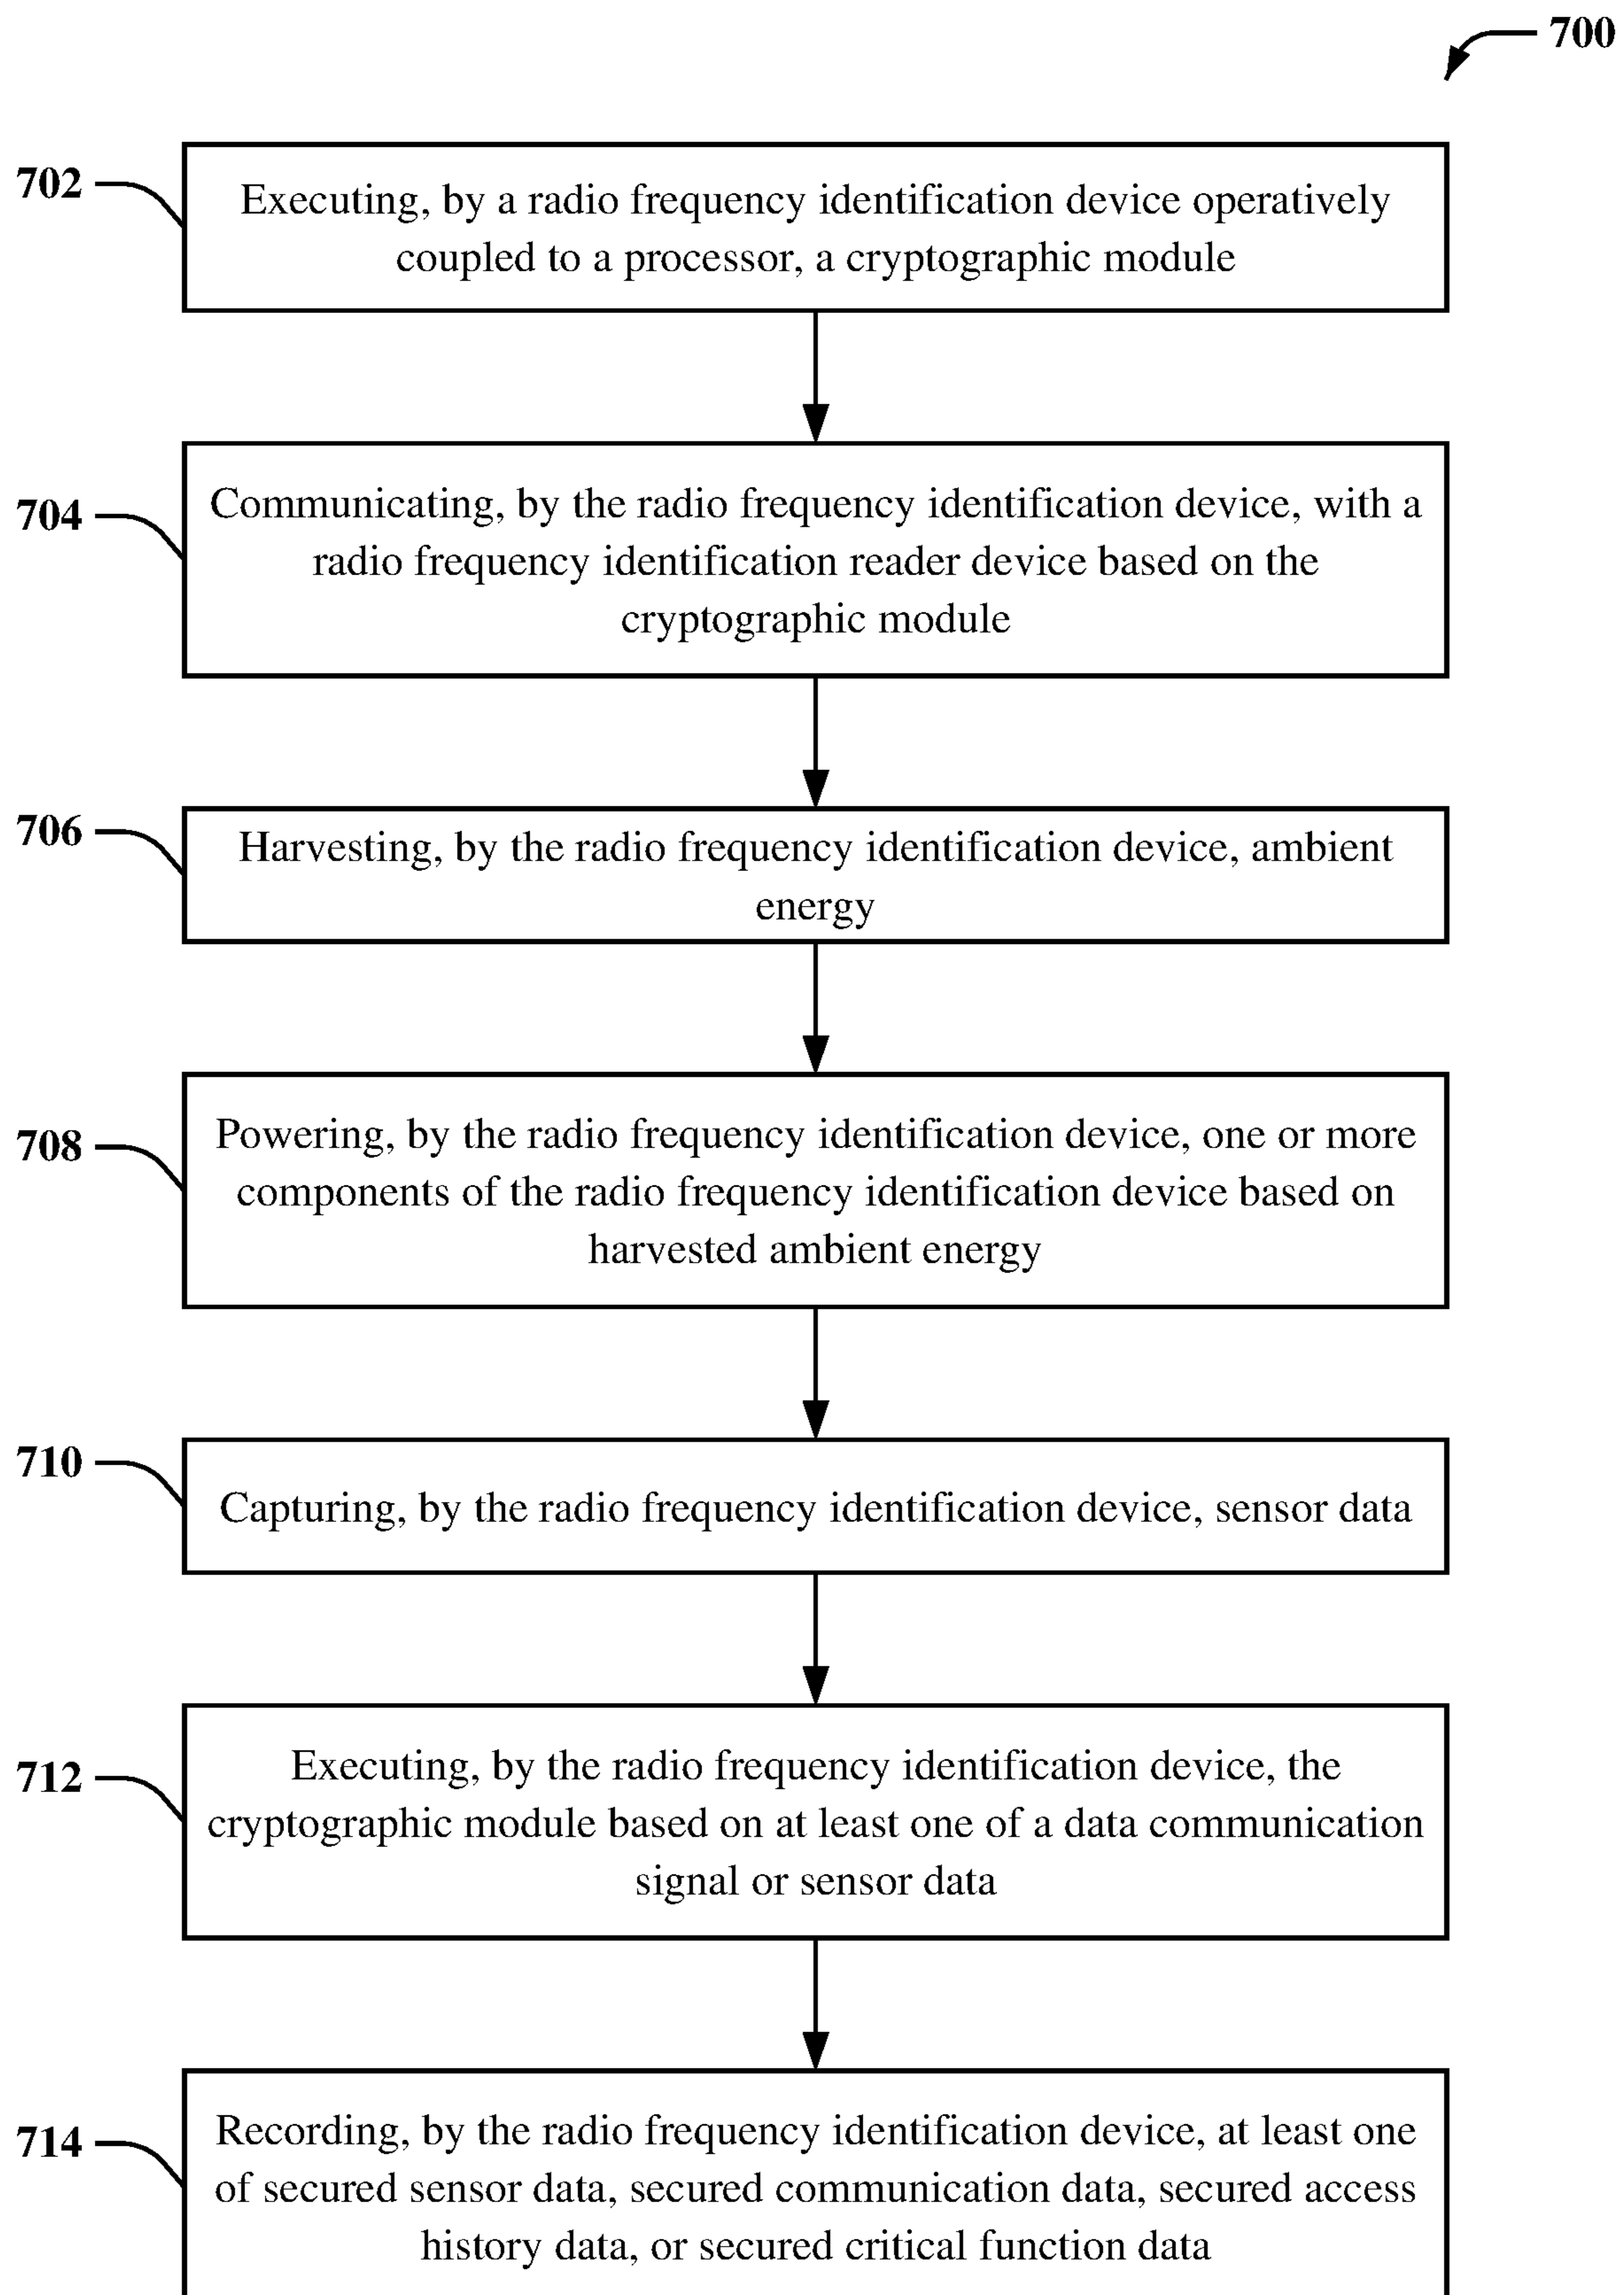 700
702
Executing, by a radio frequency identification device operatively
coupled to a processor, a cryptographic module
704
Communicating, by the radio frequency identification device, with a
radio frequency identification reader device based on the
cryptographic module
706
Harvesting, by the radio frequency identification device, ambient
energy
708
Powering, by the radio frequency identification device, one or more
components of the radio frequency identification device based on
harvested ambient energy
710
Capturing, by the radio frequency identification device, sensor data
712
Executing, by the radio frequency identification device, the
cryptographic module based on at least one of a data communication
signal or sensor data
714
Recording, by the radio frequency identification device, at least one
of secured sensor data, secured communication data, secured access
history data, or secured critical function data